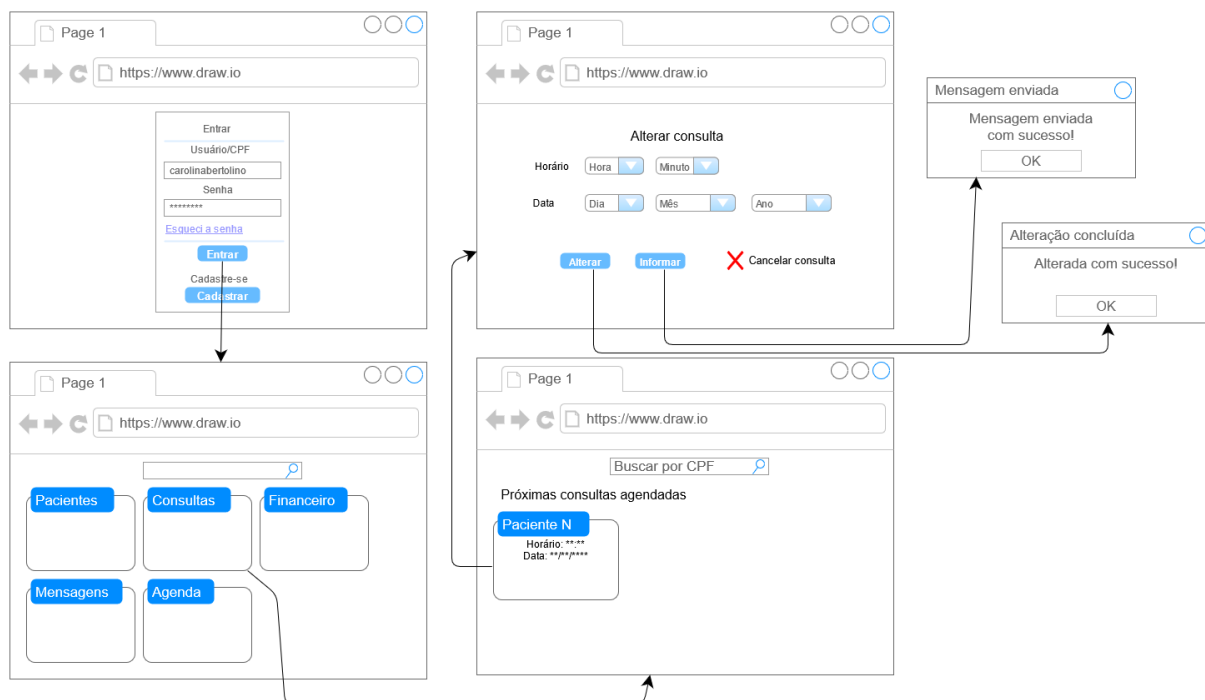 Page 1
https://www.draw.io
Entrar
Usuário/CPF
carolinabertolino
Senha
********
Esqueci a senha
Entrar
Cadastre-se
Cadastrar
Page 1
https://www.draw.io
Alterar consulta
Horário Hora Minuto
Data Dia Mês Ano
Alterar Informar Cancelar consulta
Mensagem enviada
Mensagem enviada
com sucesso!
OK
Alteração concluída
Alterada com sucesso!
OK
Page 1
https://www.draw.io
Pacientes Consultas Financeiro
Mensagens Agenda
Page 1
https://www.draw.io
Buscar por CPF
Próximas consultas agendadas
Paciente N
Horário: **:**
Data: **/**/****